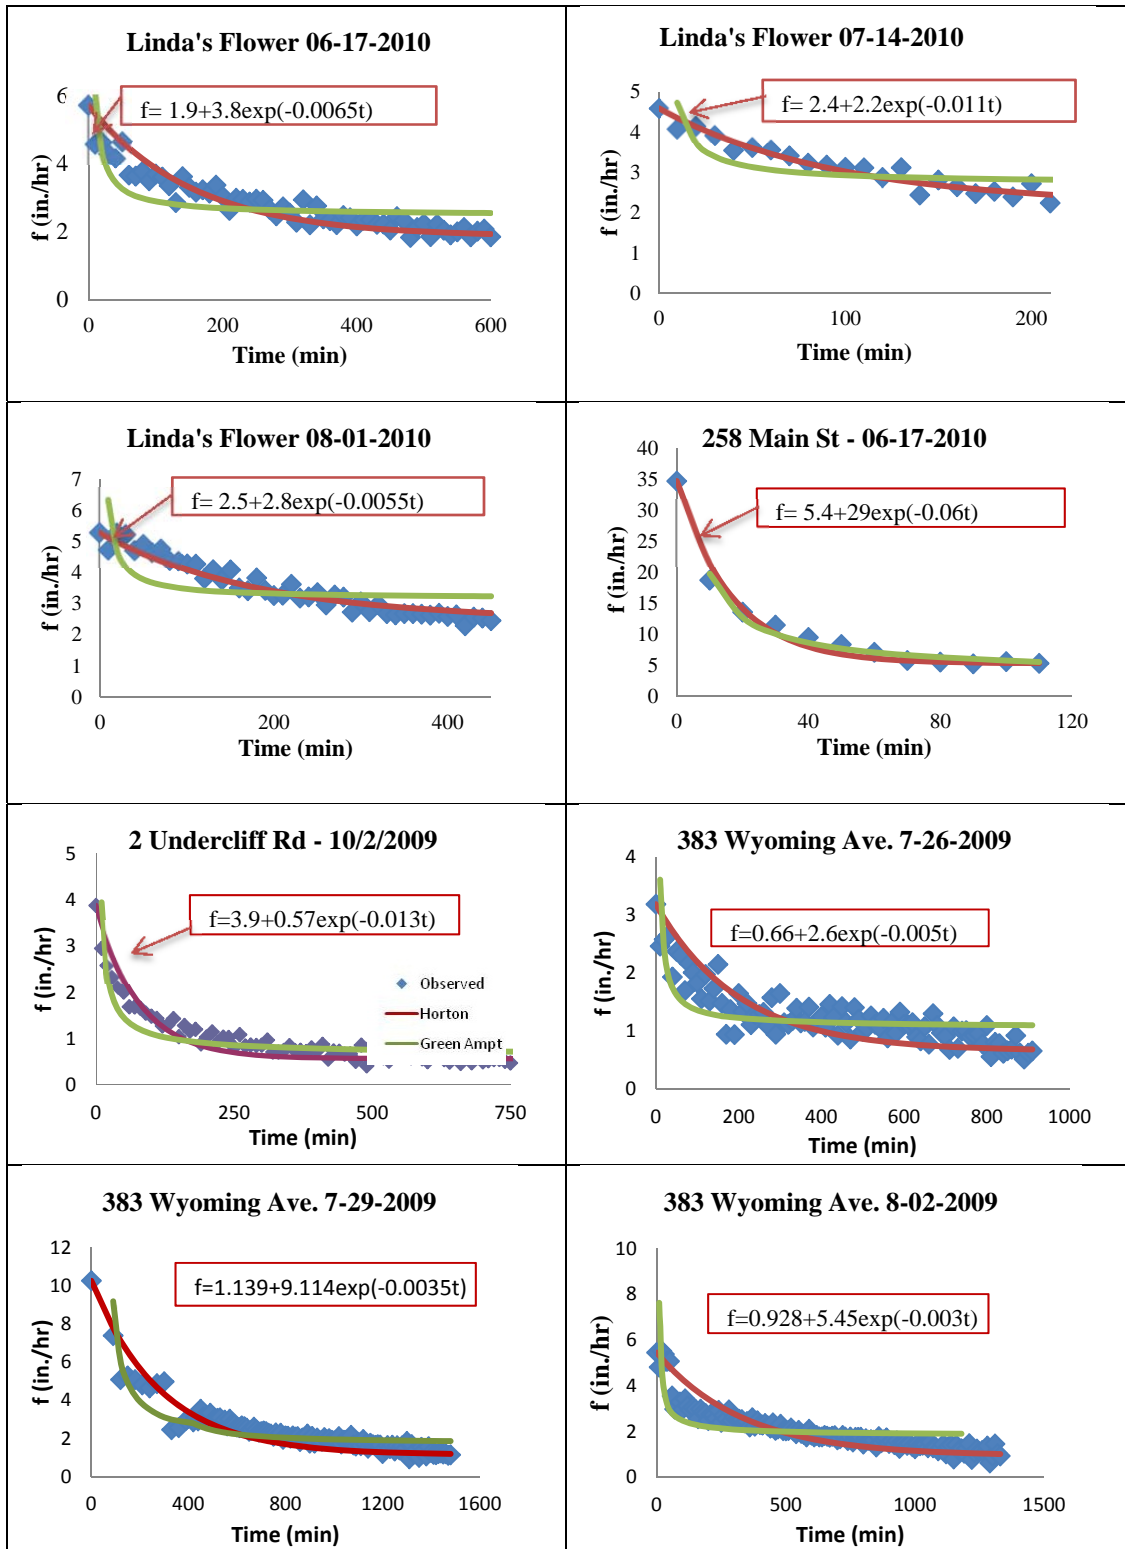 Linda's Flower 06-17-2010
f= 1.9+3.8exp(-0.0065t)
f (in./hr)
6
4
2
0
0 200 400 600
Time (min)
Linda's Flower 07-14-2010
f= 2.4+2.2exp(-0.011t)
f (in./hr)
5
4
3
2
1
0
0 100 200
Time (min)
Linda's Flower 08-01-2010
f= 2.5+2.8exp(-0.0055t)
f (in./hr)
7
6
5
4
3
2
1
0
0 200 400
Time (min)
258 Main St - 06-17-2010
f= 5.4+29exp(-0.06t)
f (in./hr)
40
35
30
25
20
15
10
5
0
0 40 80 120
Time (min)
2 Undercliff Rd - 10/2/2009
f=3.9+0.57exp(-0.013t)
f (in./hr)
5
4
3
2
1
0
Observed
Horton
Green Ampt
0 250 500 750
Time (min)
383 Wyoming Ave. 7-26-2009
f=0.66+2.6exp(-0.005t)
f (in./hr)
4
3
2
1
0
0 200 400 600 800 1000
Time (min)
383 Wyoming Ave. 7-29-2009
f=1.139+9.114exp(-0.0035t)
f (in./hr)
12
10
8
6
4
2
0
0 400 800 1200 1600
Time (min)
383 Wyoming Ave. 8-02-2009
f=0.928+5.45exp(-0.003t)
f (in./hr)
10
8
6
4
2
0
0 500 1000 1500
Time (min)